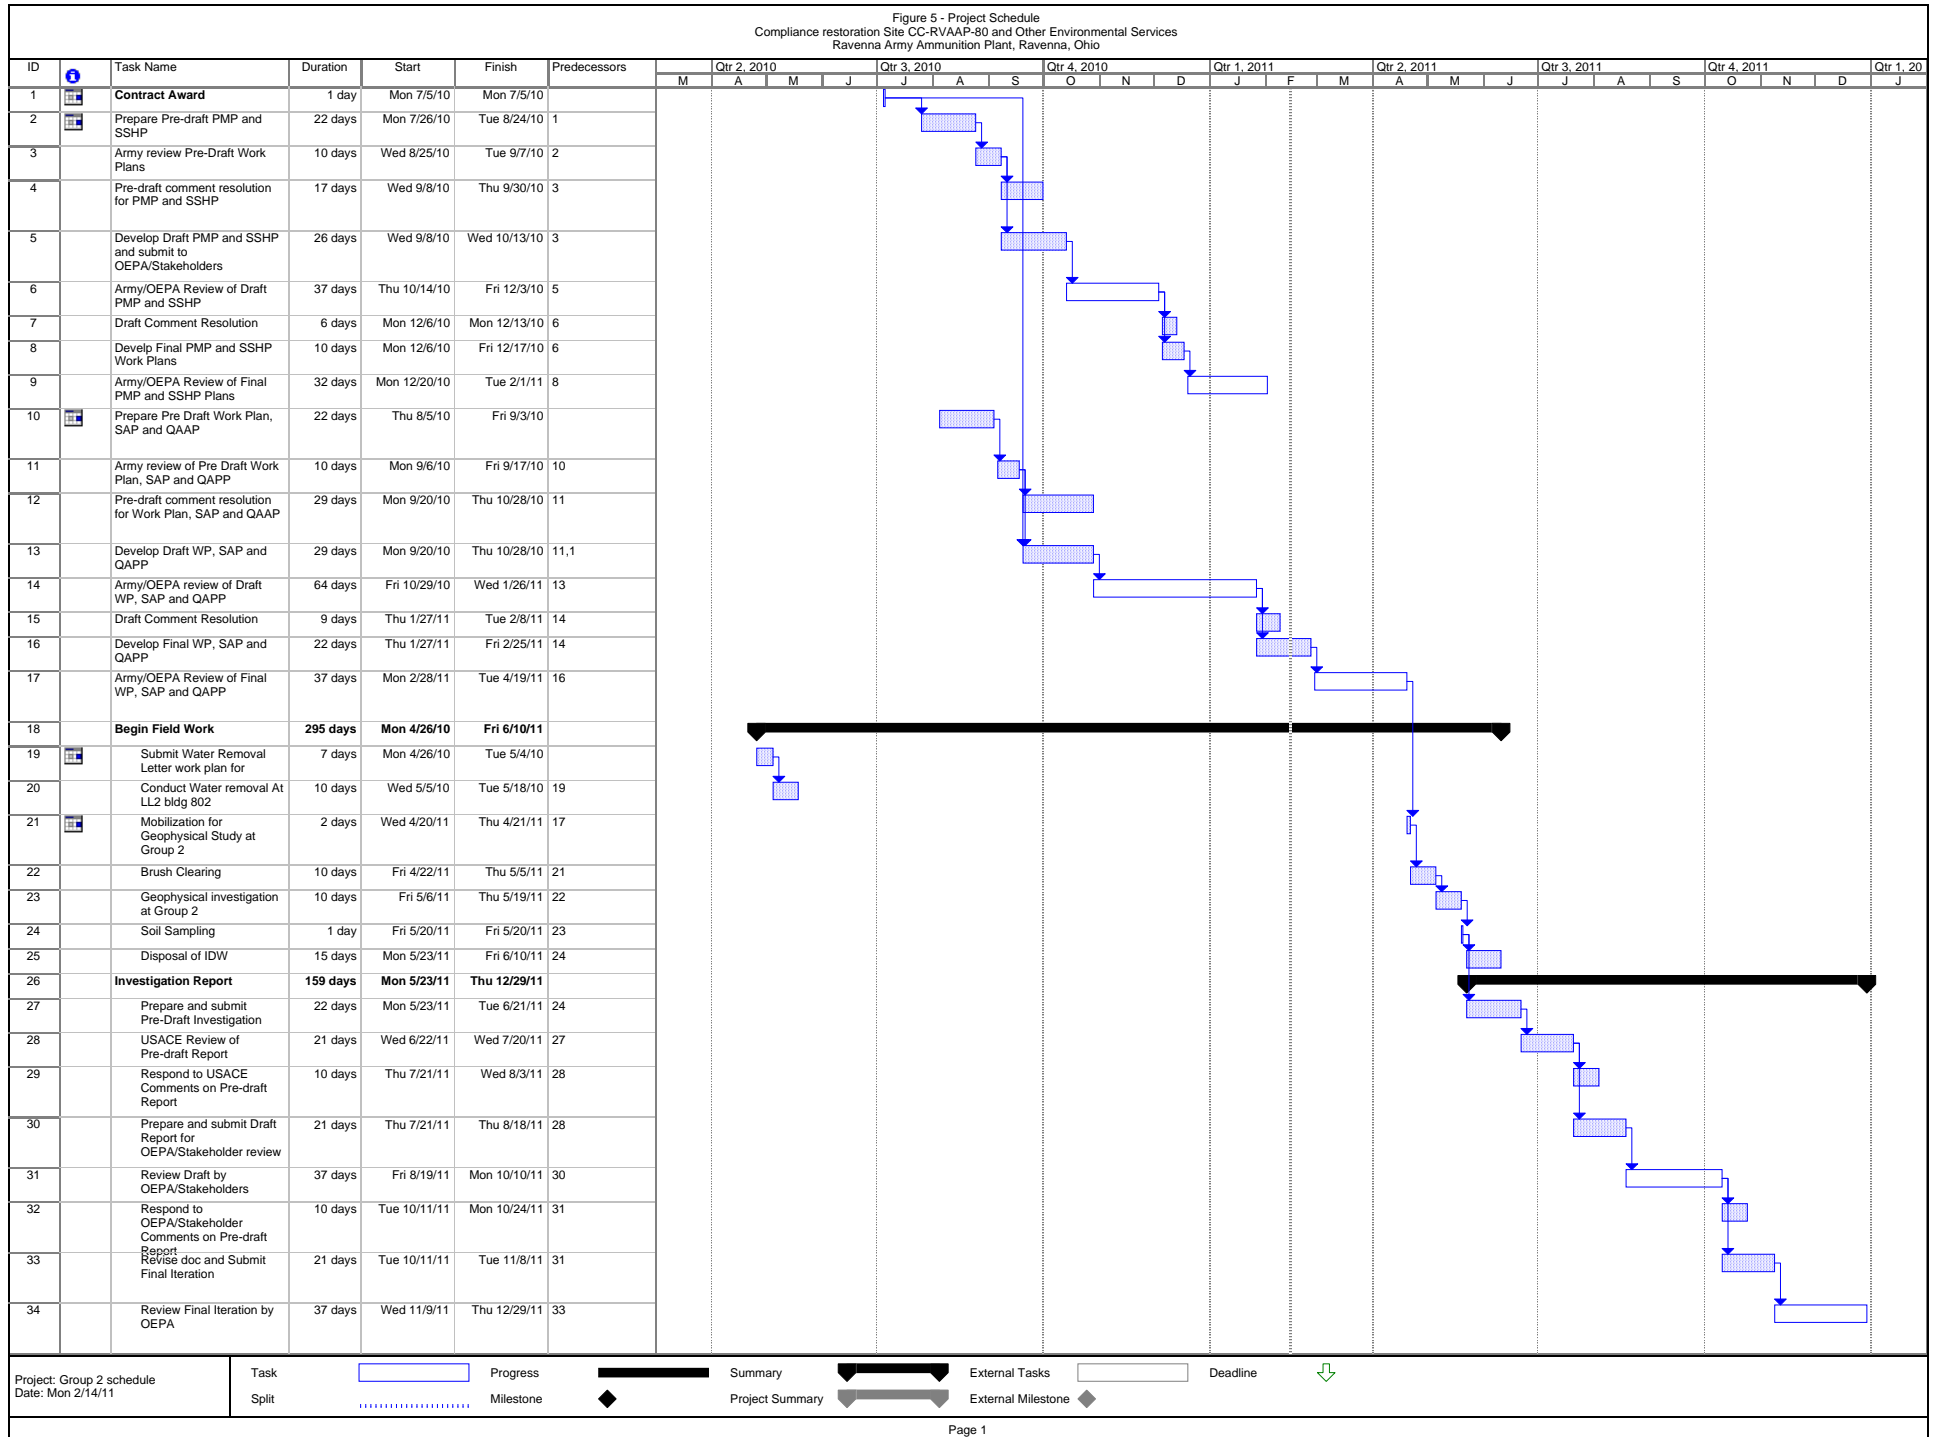 Figure 5 - Project Schedule
Compliance restoration Site CC-RVAAP-80 and Other Environmental Services
Ravenna Army Ammunition Plant, Ravenna, Ohio
ID Task Name Duration Start Finish Predecessors
Qtr 2, 2010 Qtr 3, 2010 Qtr 4, 2010 Qtr 1, 2011 Qtr 2, 2011 Qtr 3, 2011 Qtr 4, 2011 Qtr 1, 20
M A M J J A S O N D J F M A M J J A S O N D J
1 Contract Award 1 day Mon 7/5/10 Mon 7/5/10
2 Prepare Pre-draft PMP and 22 days Mon 7/26/10 Tue 8/24/10 1
SSHP
3 Army review Pre-Draft Work 10 days Wed 8/25/10 Tue 9/7/10 2
Plans
4 Pre-draft comment resolution 17 days Wed 9/8/10 Thu 9/30/10 3
for PMP and SSHP
5 Develop Draft PMP and SSHP 26 days Wed 9/8/10 Wed 10/13/10 3
and submit to
OEPA/Stakeholders
6 Army/OEPA Review of Draft 37 days Thu 10/14/10 Fri 12/3/10 5
PMP and SSHP
7 Draft Comment Resolution 6 days Mon 12/6/10 Mon 12/13/10 6
8 Develp Final PMP and SSHP 10 days Mon 12/6/10 Fri 12/17/10 6
Work Plans
9 Army/OEPA Review of Final 32 days Mon 12/20/10 Tue 2/1/11 8
PMP and SSHP Plans
10 Prepare Pre Draft Work Plan, 22 days Thu 8/5/10 Fri 9/3/10
SAP and QAAP
11 Army review of Pre Draft Work 10 days Mon 9/6/10 Fri 9/17/10 10
Plan, SAP and QAPP
12 Pre-draft comment resolution 29 days Mon 9/20/10 Thu 10/28/10 11
for Work Plan, SAP and QAAP
13 Develop Draft WP, SAP and 29 days Mon 9/20/10 Thu 10/28/10 11,1
QAPP
14 Army/OEPA review of Draft 64 days Fri 10/29/10 Wed 1/26/11 13
WP, SAP and QAPP
15 Draft Comment Resolution 9 days Thu 1/27/11 Tue 2/8/11 14
16 Develop Final WP, SAP and 22 days Thu 1/27/11 Fri 2/25/11 14
QAPP
17 Army/OEPA Review of Final 37 days Mon 2/28/11 Tue 4/19/11 16
WP, SAP and QAPP
18 Begin Field Work 295 days Mon 4/26/10 Fri 6/10/11
19 Submit Water Removal 7 days Mon 4/26/10 Tue 5/4/10
Letter work plan for
20 Conduct Water removal At 10 days Wed 5/5/10 Tue 5/18/10 19
LL2 bldg 802
21 Mobilization for 2 days Wed 4/20/11 Thu 4/21/11 17
Geophysical Study at
Group 2
22 Brush Clearing 10 days Fri 4/22/11 Thu 5/5/11 21
23 Geophysical investigation 10 days Fri 5/6/11 Thu 5/19/11 22
at Group 2
24 Soil Sampling 1 day Fri 5/20/11 Fri 5/20/11 23
25 Disposal of IDW 15 days Mon 5/23/11 Fri 6/10/11 24
26 Investigation Report 159 days Mon 5/23/11 Thu 12/29/11
27 Prepare and submit 22 days Mon 5/23/11 Tue 6/21/11 24
Pre-Draft Investigation
28 USACE Review of 21 days Wed 6/22/11 Wed 7/20/11 27
Pre-draft Report
29 Respond to USACE 10 days Thu 7/21/11 Wed 8/3/11 28
Comments on Pre-draft
Report
30 Prepare and submit Draft 21 days Thu 7/21/11 Thu 8/18/11 28
Report for
OEPA/Stakeholder review
31 Review Draft by 37 days Fri 8/19/11 Mon 10/10/11 30
OEPA/Stakeholders
32 Respond to 10 days Tue 10/11/11 Mon 10/24/11 31
OEPA/Stakeholder
Comments on Pre-draft
Report
33 Revise doc and Submit 21 days Tue 10/11/11 Tue 11/8/11 31
Final Iteration
34 Review Final Iteration by 37 days Wed 11/9/11 Thu 12/29/11 33
OEPA
Project: Group 2 schedule
Date: Mon 2/14/11
Task Progress Summary External Tasks Deadline
Split Milestone Project Summary External Milestone
Page 1